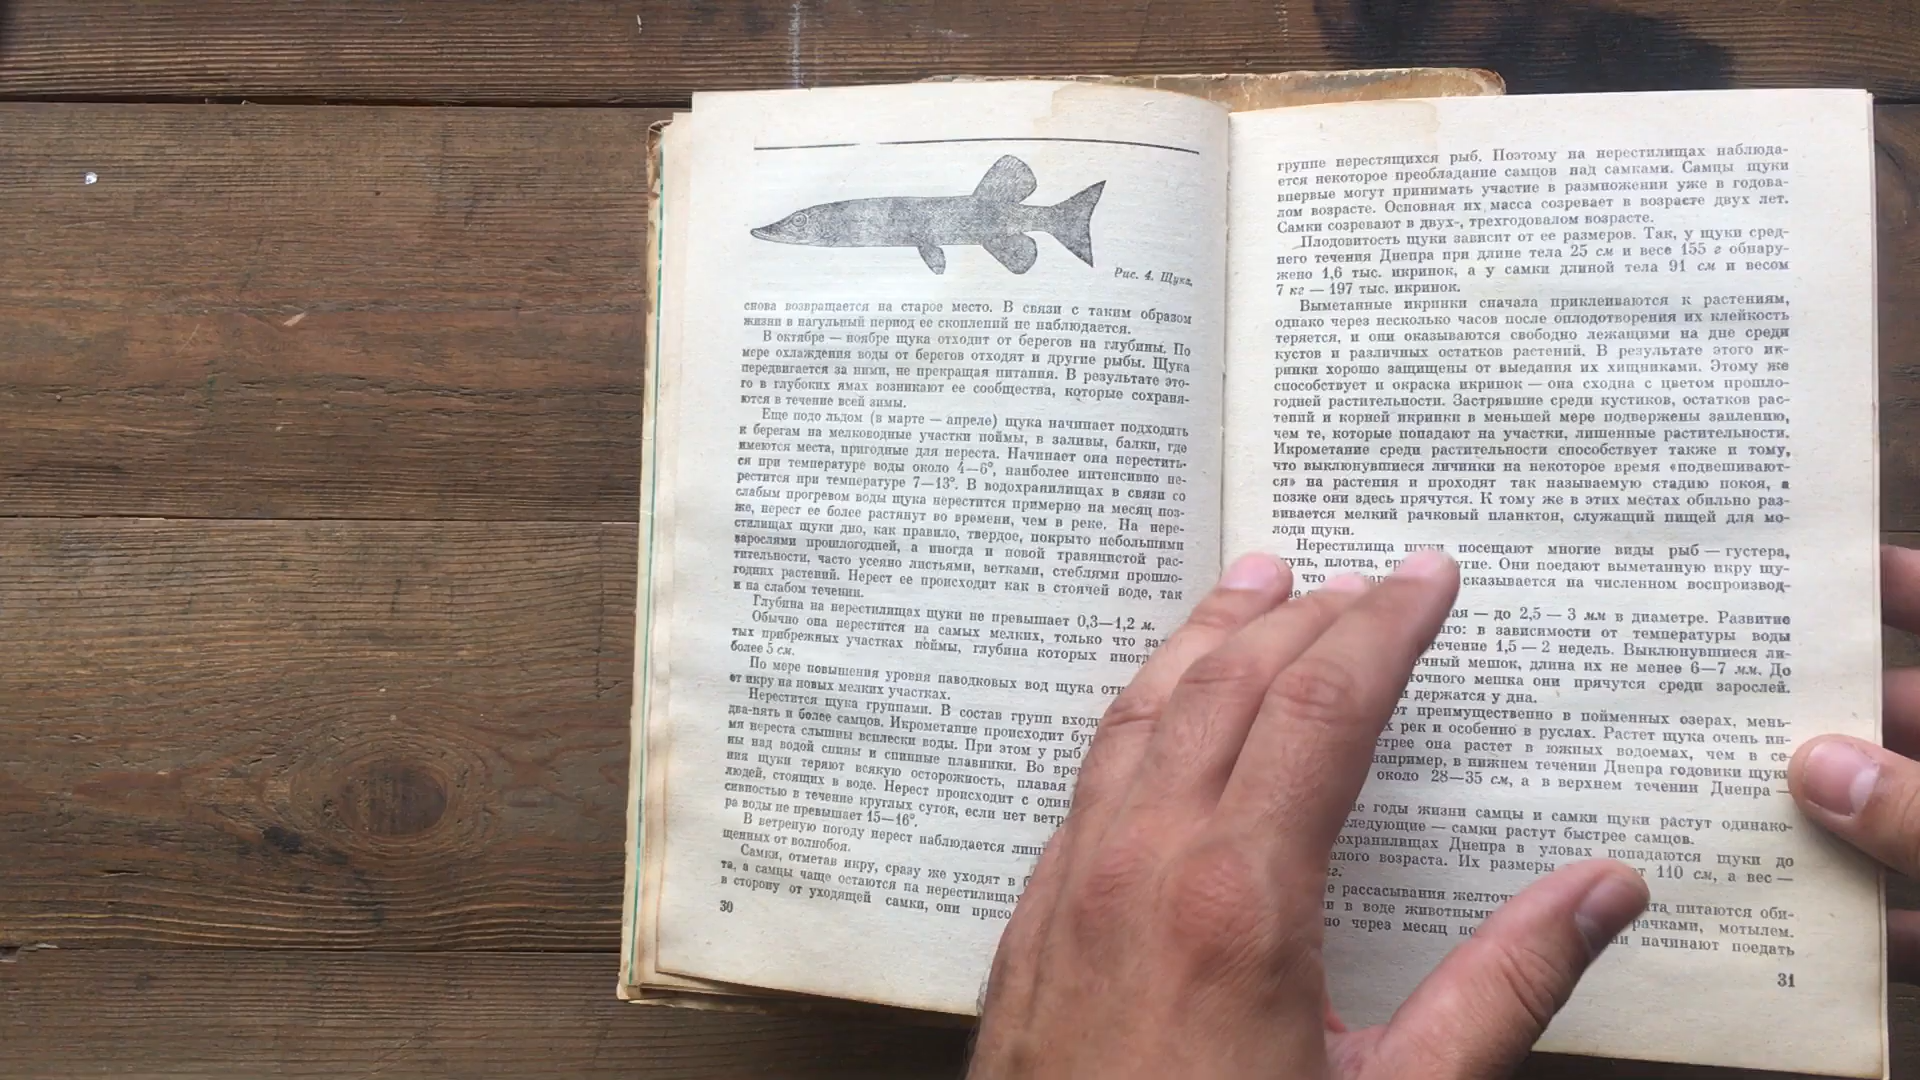 Рис. 4. Щука.
снова возвращается на старое место. В связи с таким образом
жизни в нагульный период ее скоплений не наблюдается.
В октябре — ноябре щука отходит от берегов на глубины. По
мере охлаждения воды от берегов отходят и другие рыбы. Щука
передвигается за ними, не прекращая питания. В результате это-
го в глубоких ямах возникают ее сообщества, которые сохраня-
ются в течение всей зимы.
Еще подо льдом (в марте — апреле) щука начинает подходить
к берегам на мелководные участки поймы, в заливы, балки, где
имеются места, пригодные для нереста. Начинает она нерестить-
ся при температуре воды около 4—6°, наиболее интенсивно не-
рестится при температуре 7—13°. В водохранилищах в связи со
слабым прогревом воды щука нерестится примерно на месяц поз-
же, нерест ее более растянут во времени, чем в реке. На нере-
стилищах щуки дно, как правило, твердое, покрыто небольшими
зарослями прошлогодней, а иногда и новой травянистой рас-
тительности, часто усеяно листьями, ветками, стеблями прошло-
годних растений. Нерест ее происходит как в стоячей воде, так
и на слабом течении.
Глубина на нерестилищах щуки не превышает 0,3—1,2 м.
Обычно она нерестится на самых мелких, только что за
тых прибрежных участках поймы, глубина которых иногд
более 5 см.
По мере повышения уровня паводковых вод щука отк
ет икру на новых мелких участках.
Нерестится щука группами. В состав групп входи
два-пять и более самцов. Икрометание происходит бур
мя нереста слышны всплески воды. При этом у рыб
ны над водой спины и спинные плавники. Во вре
ния щуки теряют всякую осторожность, плавая
людей, стоящих в воде. Нерест происходит с один
сивностью в течение круглых суток, если нет ветр
ра воды не превышает 15—16°.
В ветреную погоду нерест наблюдается лиш
щенных от волнобоя.
Самки, отметав икру, сразу же уходят в
та, а самцы чаще остаются на нерестилищах
в сторону от уходящей самки, они присо
30
группе нерестящихся рыб. Поэтому на нерестилищах наблюда-
ется некоторое преобладание самцов над самками. Самцы щуки
впервые могут принимать участие в размножении уже в годова-
лом возрасте. Основная их масса созревает в возрасте двух лет.
Самки созревают в двух-, трехгодовалом возрасте.
Плодовитость щуки зависит от ее размеров. Так, у щуки сред-
него течения Днепра при длине тела 25 см и весе 155 г обнару-
жено 1,6 тыс. икринок, а у самки длиной тела 91 см и весом
7 кг — 197 тыс. икринок.
Выметанные икринки сначала приклеиваются к растениям,
однако через несколько часов после оплодотворения их клейкость
теряется, и они оказываются свободно лежащими на дне среди
кустов и различных остатков растений. В результате этого ик-
ринки хорошо защищены от выедания их хищниками. Этому же
способствует и окраска икринок — она сходна с цветом прошло-
годней растительности. Застрявшие среди кустиков, остатков рас-
тений и корней икринки в меньшей мере подвержены заилению,
чем те, которые попадают на участки, лишенные растительности.
Икрометание среди растительности способствует также и тому,
что выклюнувшиеся личинки на некоторое время «подвешивают-
ся» на растения и проходят так называемую стадию покоя, а
позже они здесь прячутся. К тому же в этих местах обильно раз-
вивается мелкий рачковый планктон, служащий пищей для мо-
лоди щуки.
Нерестилища щуки посещают многие виды рыб — густера,
унь, плотва, ер угие. Они поедают выметанную икру щу-
что сказывается на численном воспроизвод-
ая — до 2,5 — 3 мм в диаметре. Развитие
го: в зависимости от температуры воды
течение 1,5 — 2 недель. Выклюнувшиеся ли-
чный мешок, длина их не менее 6—7 мм. До
точного мешка они прячутся среди зарослей.
и держатся у дна.
т преимущественно в пойменных озерах, мень-
х рек и особенно в руслах. Растет щука очень ин-
стрее она растет в южных водоемах, чем в се-
например, в нижнем течении Днепра годовики щуки
около 28—35 см, а в верхнем течении Днепра —
е годы жизни самцы и самки щуки растут одинако-
следующие — самки растут быстрее самцов.
дохранилищах Днепра в уловах попадаются щуки до
алого возраста. Их размеры т 110 см, а вес —
кг.
е рассасывания желточ та питаются оби-
и в воде животным рачками, мотылем.
но через месяц по ни начинают поедать
31